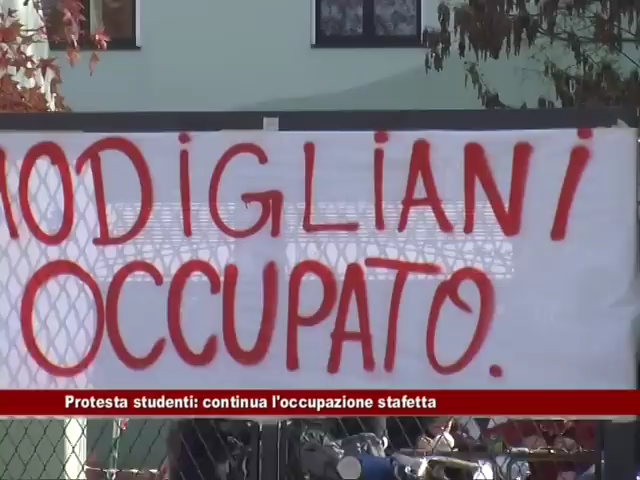 MODIGLIANI
OCCUPATO.
Protesta studenti: continua l'occupazione stafetta